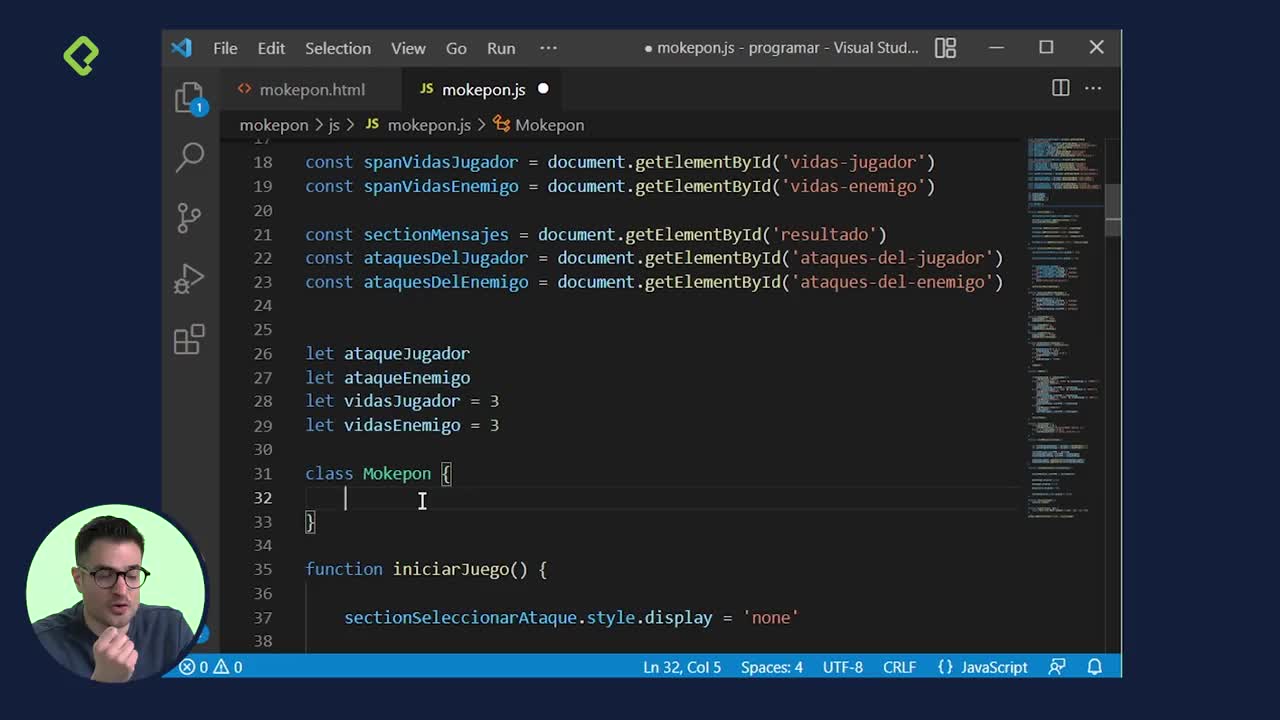 File Edit Selection View Go Run ··· ● mokepon.js - programar - Visual Stud...
<> mokepon.html JS mokepon.js ●
1
mokepon > js > JS mokepon.js > Mokepon
17
18 const spanVidasJugador = document.getElementById('vidas-jugador')
19 const spanVidasEnemigo = document.getElementById('vidas-enemigo')
20
21 const sectionMensajes = document.getElementById('resultado')
22 const ataquesDelJugador = document.getElementById('ataques-del-jugador')
23 const ataquesDelEnemigo = document.getElementById('ataques-del-enemigo')
24
25
26 let ataqueJugador
27 let ataqueEnemigo
28 let vidasJugador = 3
29 let vidasEnemigo = 3
30
31 class Mokepon {
32
33 }
34
35 function iniciarJuego() {
36
37 sectionSeleccionarAtaque.style.display = 'none'
38
0 0 Ln 32, Col 5 Spaces: 4 UTF-8 CRLF {} JavaScript